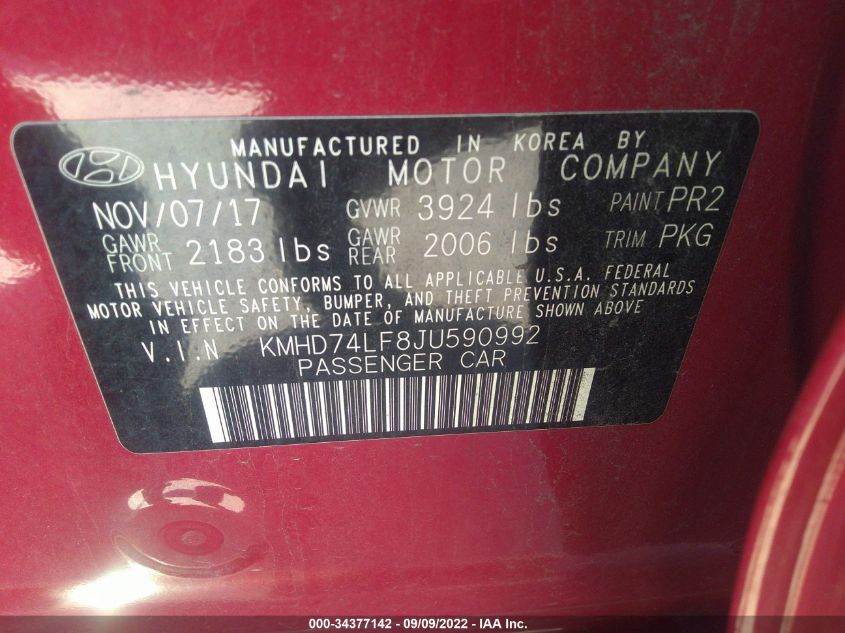 MANUFACTURED IN KOREA BY
HYUNDAI MOTOR COMPANY
NOV/07/17 GVWR 3924 lbs PAINT PR2
GAWR FRONT 2183 lbs GAWR REAR 2006 lbs TRIM PKG
THIS VEHICLE CONFORMS TO ALL APPLICABLE U.S.A. FEDERAL
MOTOR VEHICLE SAFETY, BUMPER, AND THEFT PREVENTION STANDARDS
IN EFFECT ON THE DATE OF MANUFACTURE SHOWN ABOVE
V.I.N KMHD74LF8JU590992
PASSENGER CAR
000-34377142 - 09/09/2022 - IAA Inc.